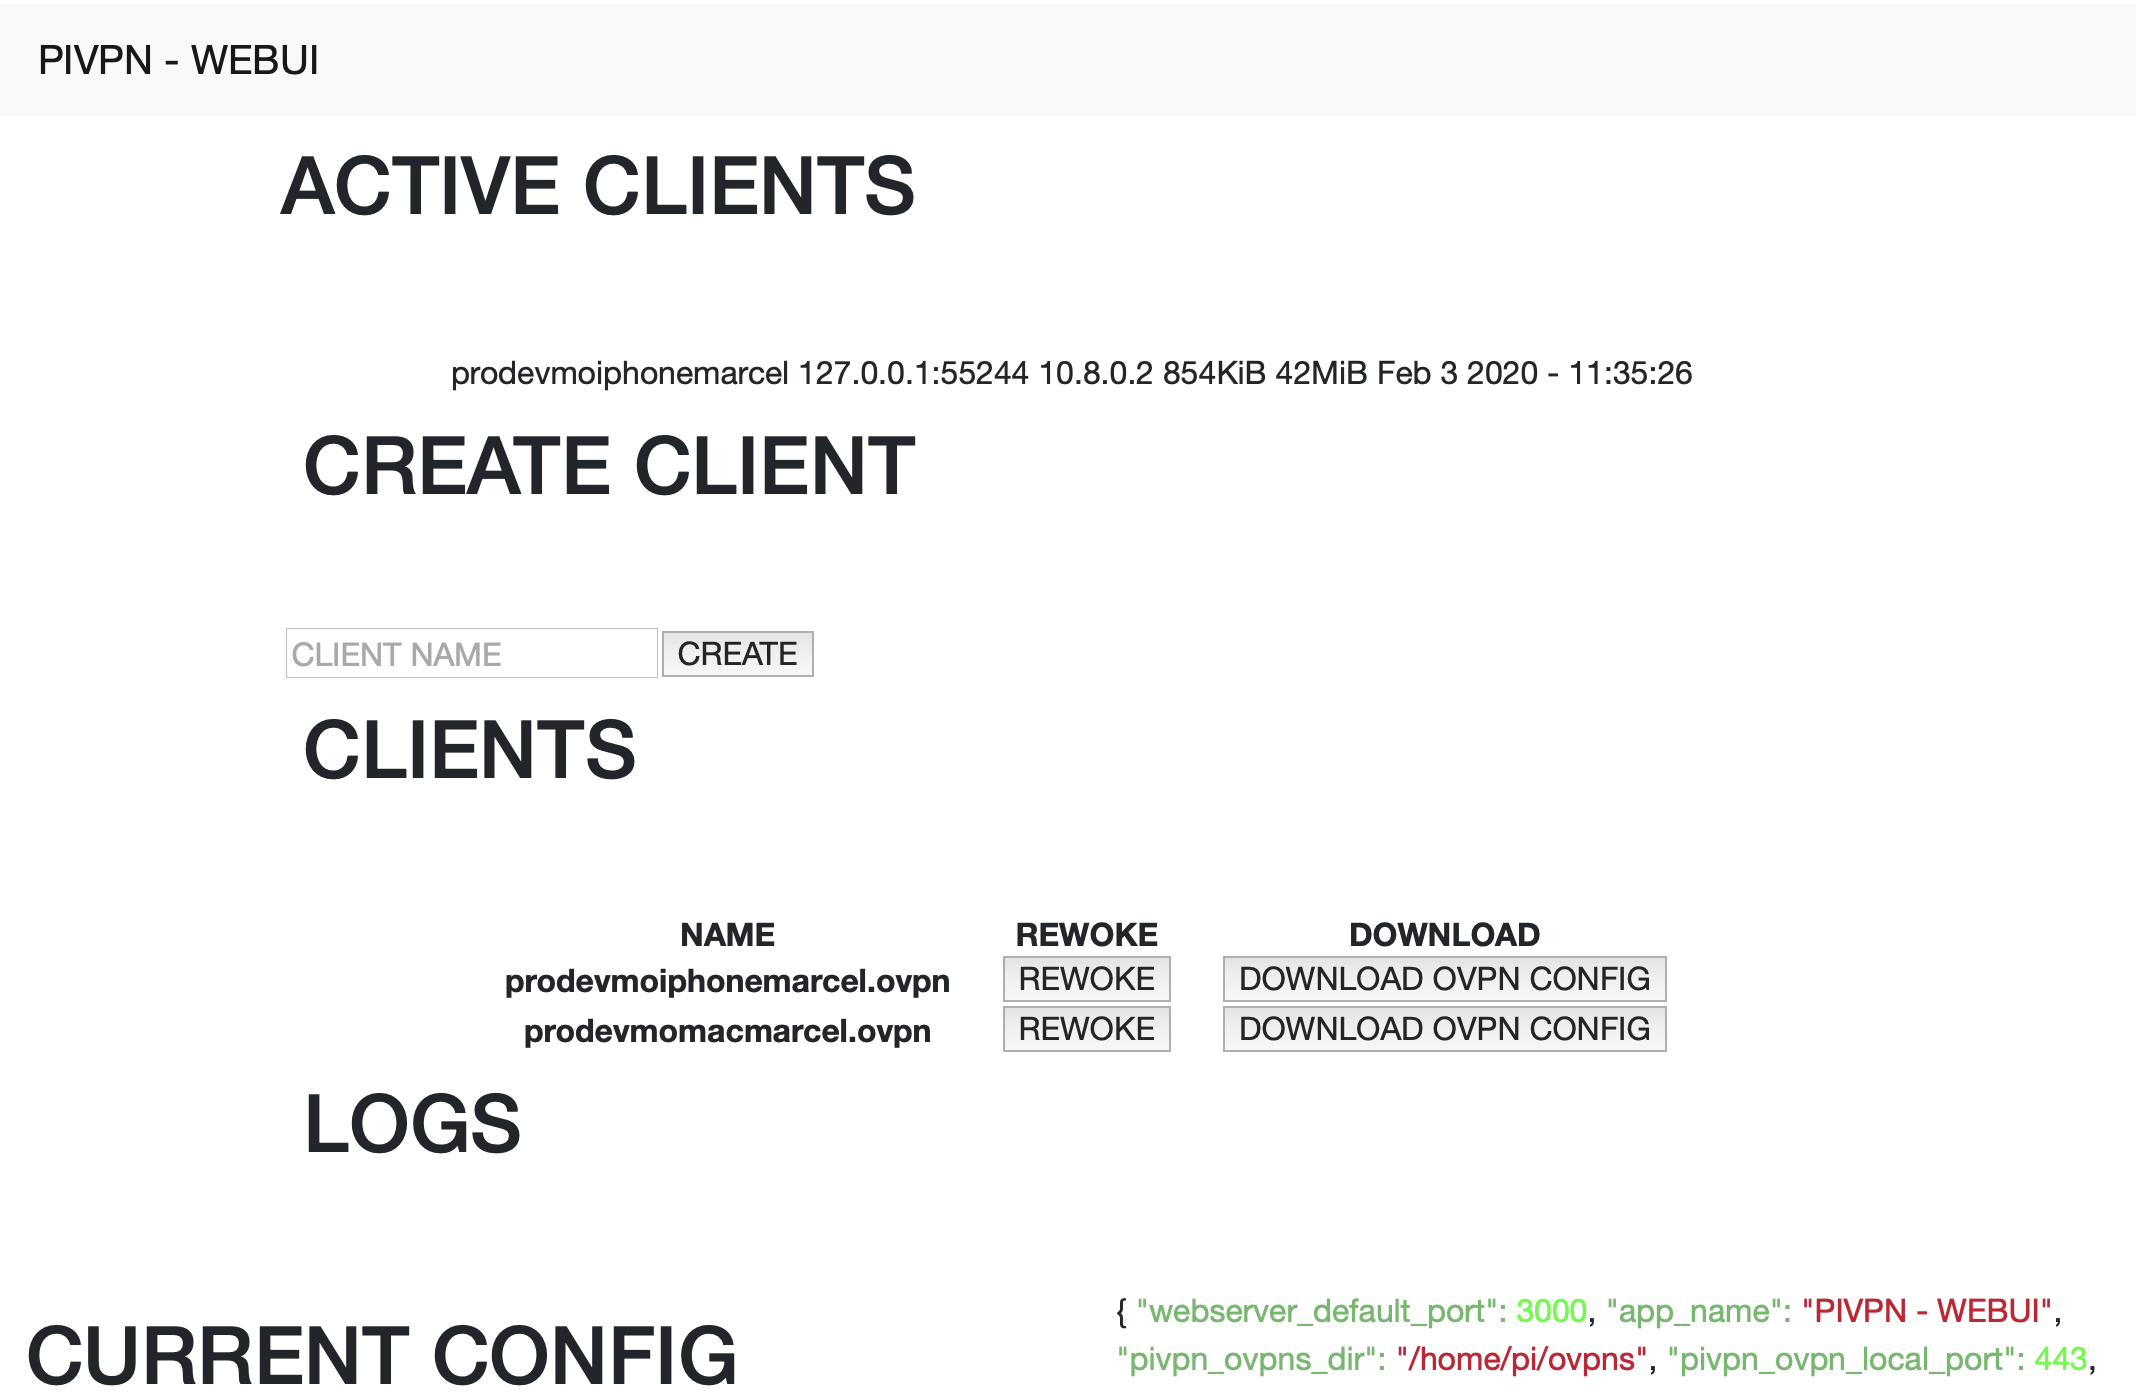 PIVPN - WEBUI
ACTIVE CLIENTS
prodevmoiphonemarcel 127.0.0.1:55244 10.8.0.2 854KiB 42MiB Feb 3 2020 - 11:35:26
CREATE CLIENT
CLIENT NAME CREATE
CLIENTS
NAME REWOKE DOWNLOAD
prodevmoiphonemarcel.ovpn REWOKE DOWNLOAD OVPN CONFIG
prodevmomacmarcel.ovpn REWOKE DOWNLOAD OVPN CONFIG
LOGS
CURRENT CONFIG
{ "webserver_default_port": 3000, "app_name": "PIVPN - WEBUI",
"pivpn_ovpns_dir": "/home/pi/ovpns", "pivpn_ovpn_local_port": 443,